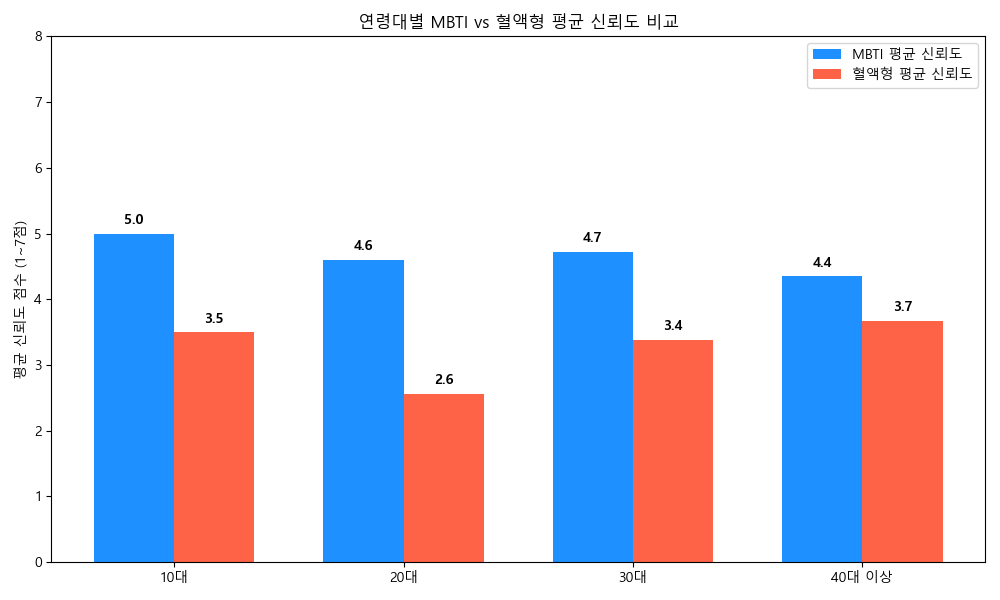 연령대별 MBTI vs 혈액형 평균 신뢰도 비교
MBTI 평균 신뢰도
혈액형 평균 신뢰도
평균 신뢰도 점수 (1~7점)
8
7
6
5
4
3
2
1
0
5.0
3.5
4.6
2.6
4.7
3.4
4.4
3.7
10대
20대
30대
40대 이상